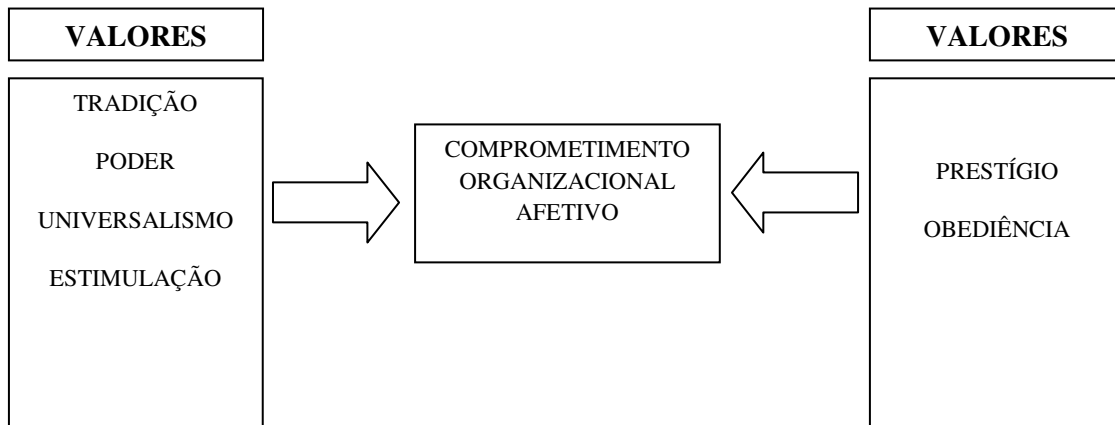 VALORES
TRADIÇÃO
PODER
UNIVERSALISMO
ESTIMULAÇÃO
COMPROMETIMENTO
ORGANIZACIONAL
AFETIVO
VALORES
PRESTÍGIO
OBEDIÊNCIA